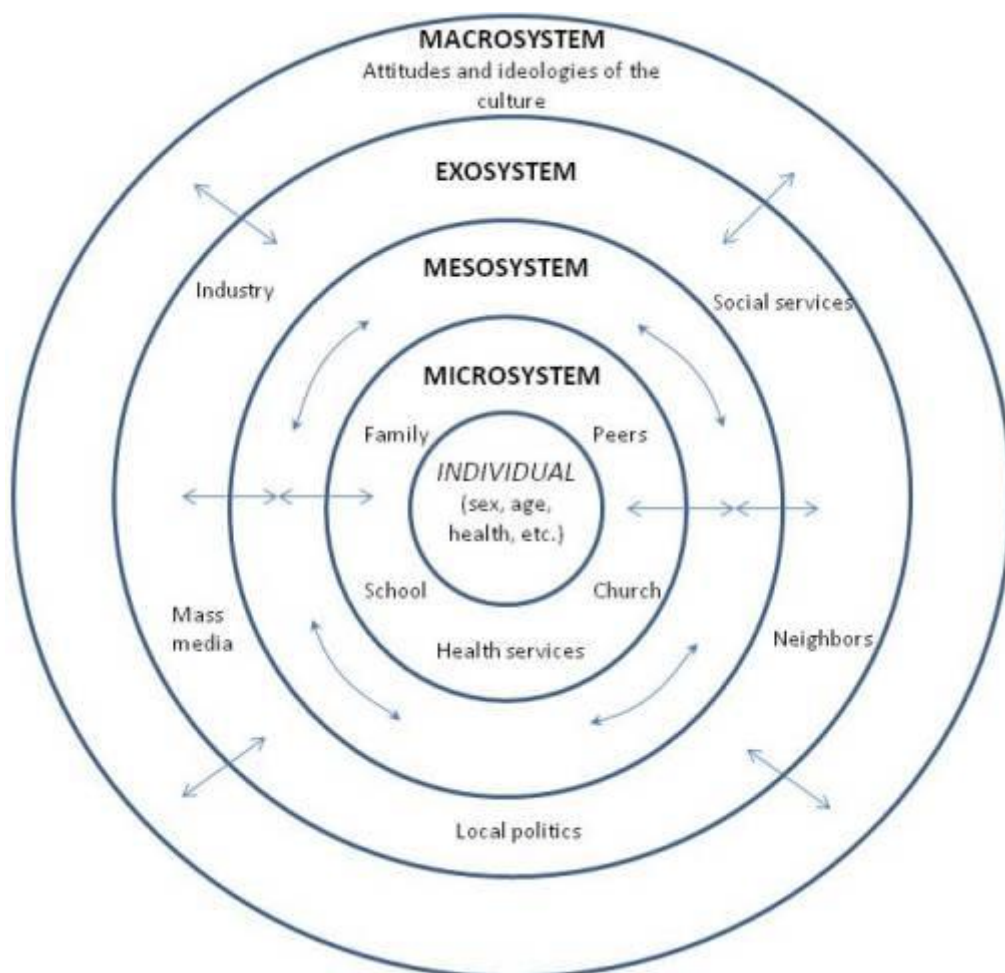 MACROSYSTEM
Attitudes and ideologies of the
culture
EXOSYSTEM
MESOSYSTEM
Industry
Social services
MICROSYSTEM
Family
Peers
INDIVIDUAL
(sex, age,
health, etc.)
School
Church
Mass
media
Health services
Neighbors
Local politics